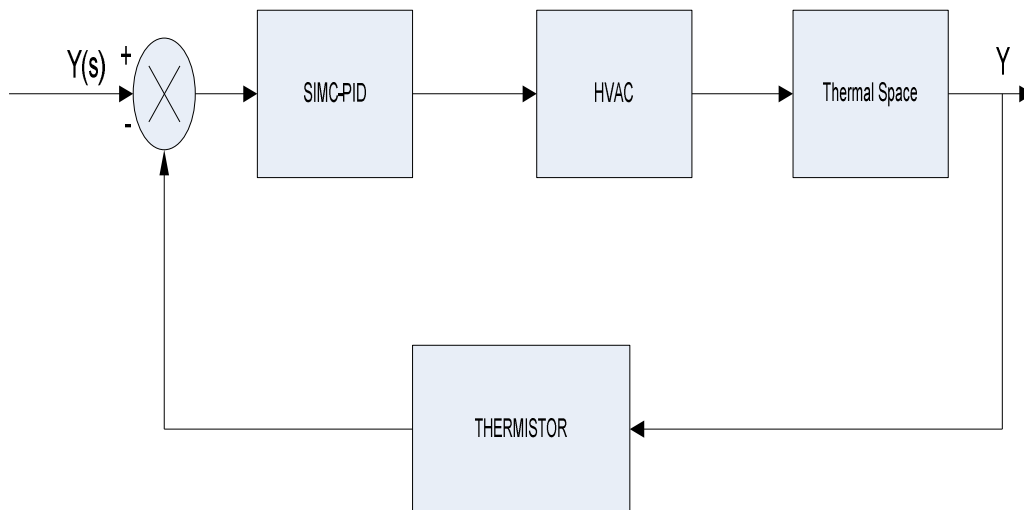 Y(s)
+
-
SIMC-PID
HVAC
Thermal Space
Y
THERMISTOR